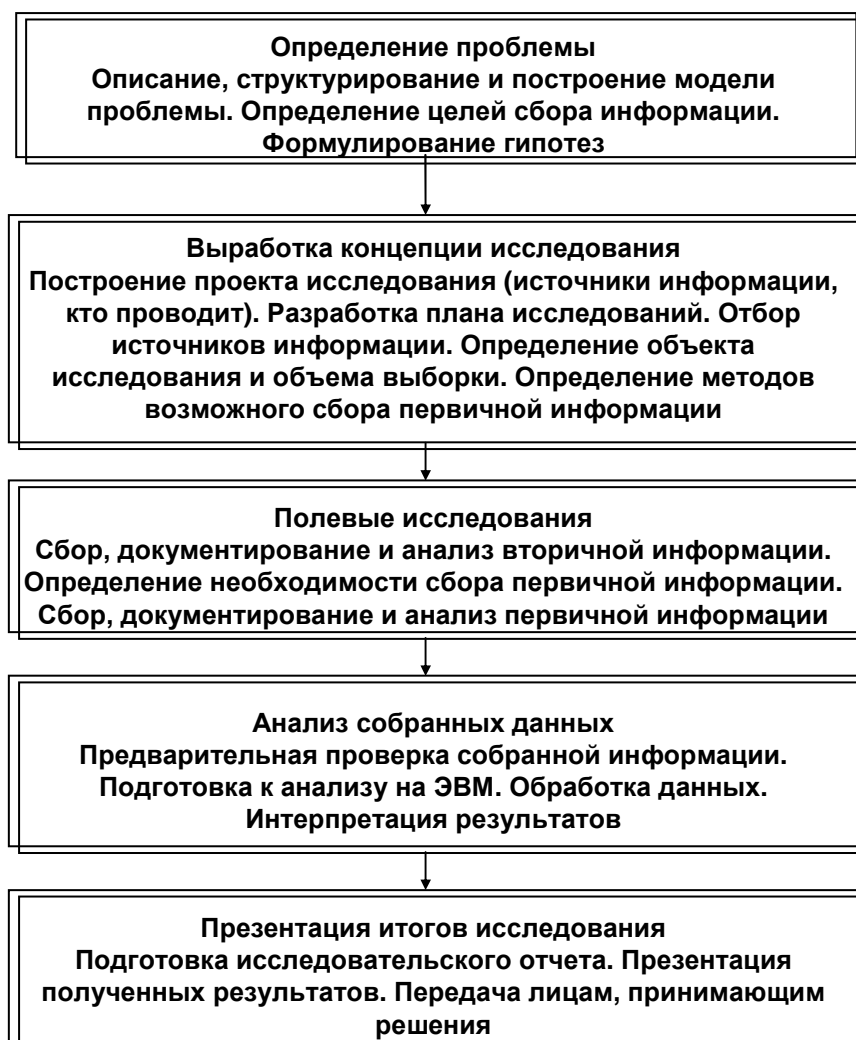 Определение проблемы
Описание, структурирование и построение модели
проблемы. Определение целей сбора информации.
Формулирование гипотез
Выработка концепции исследования
Построение проекта исследования (источники информации,
кто проводит). Разработка плана исследований. Отбор
источников информации. Определение объекта
исследования и объема выборки. Определение методов
возможного сбора первичной информации
Полевые исследования
Сбор, документирование и анализ вторичной информации.
Определение необходимости сбора первичной информации.
Сбор, документирование и анализ первичной информации
Анализ собранных данных
Предварительная проверка собранной информации.
Подготовка к анализу на ЭВМ. Обработка данных.
Интерпретация результатов
Презентация итогов исследования
Подготовка исследовательского отчета. Презентация
полученных результатов. Передача лицам, принимающим
решения